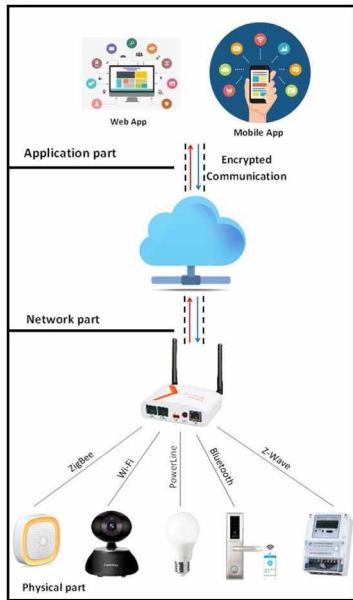 Web App
Mobile App
Application part
Encrypted
Communication
Network part
ZigBee
Wi-Fi
PowerLine
Bluetooth
Z-Wave
Physical part